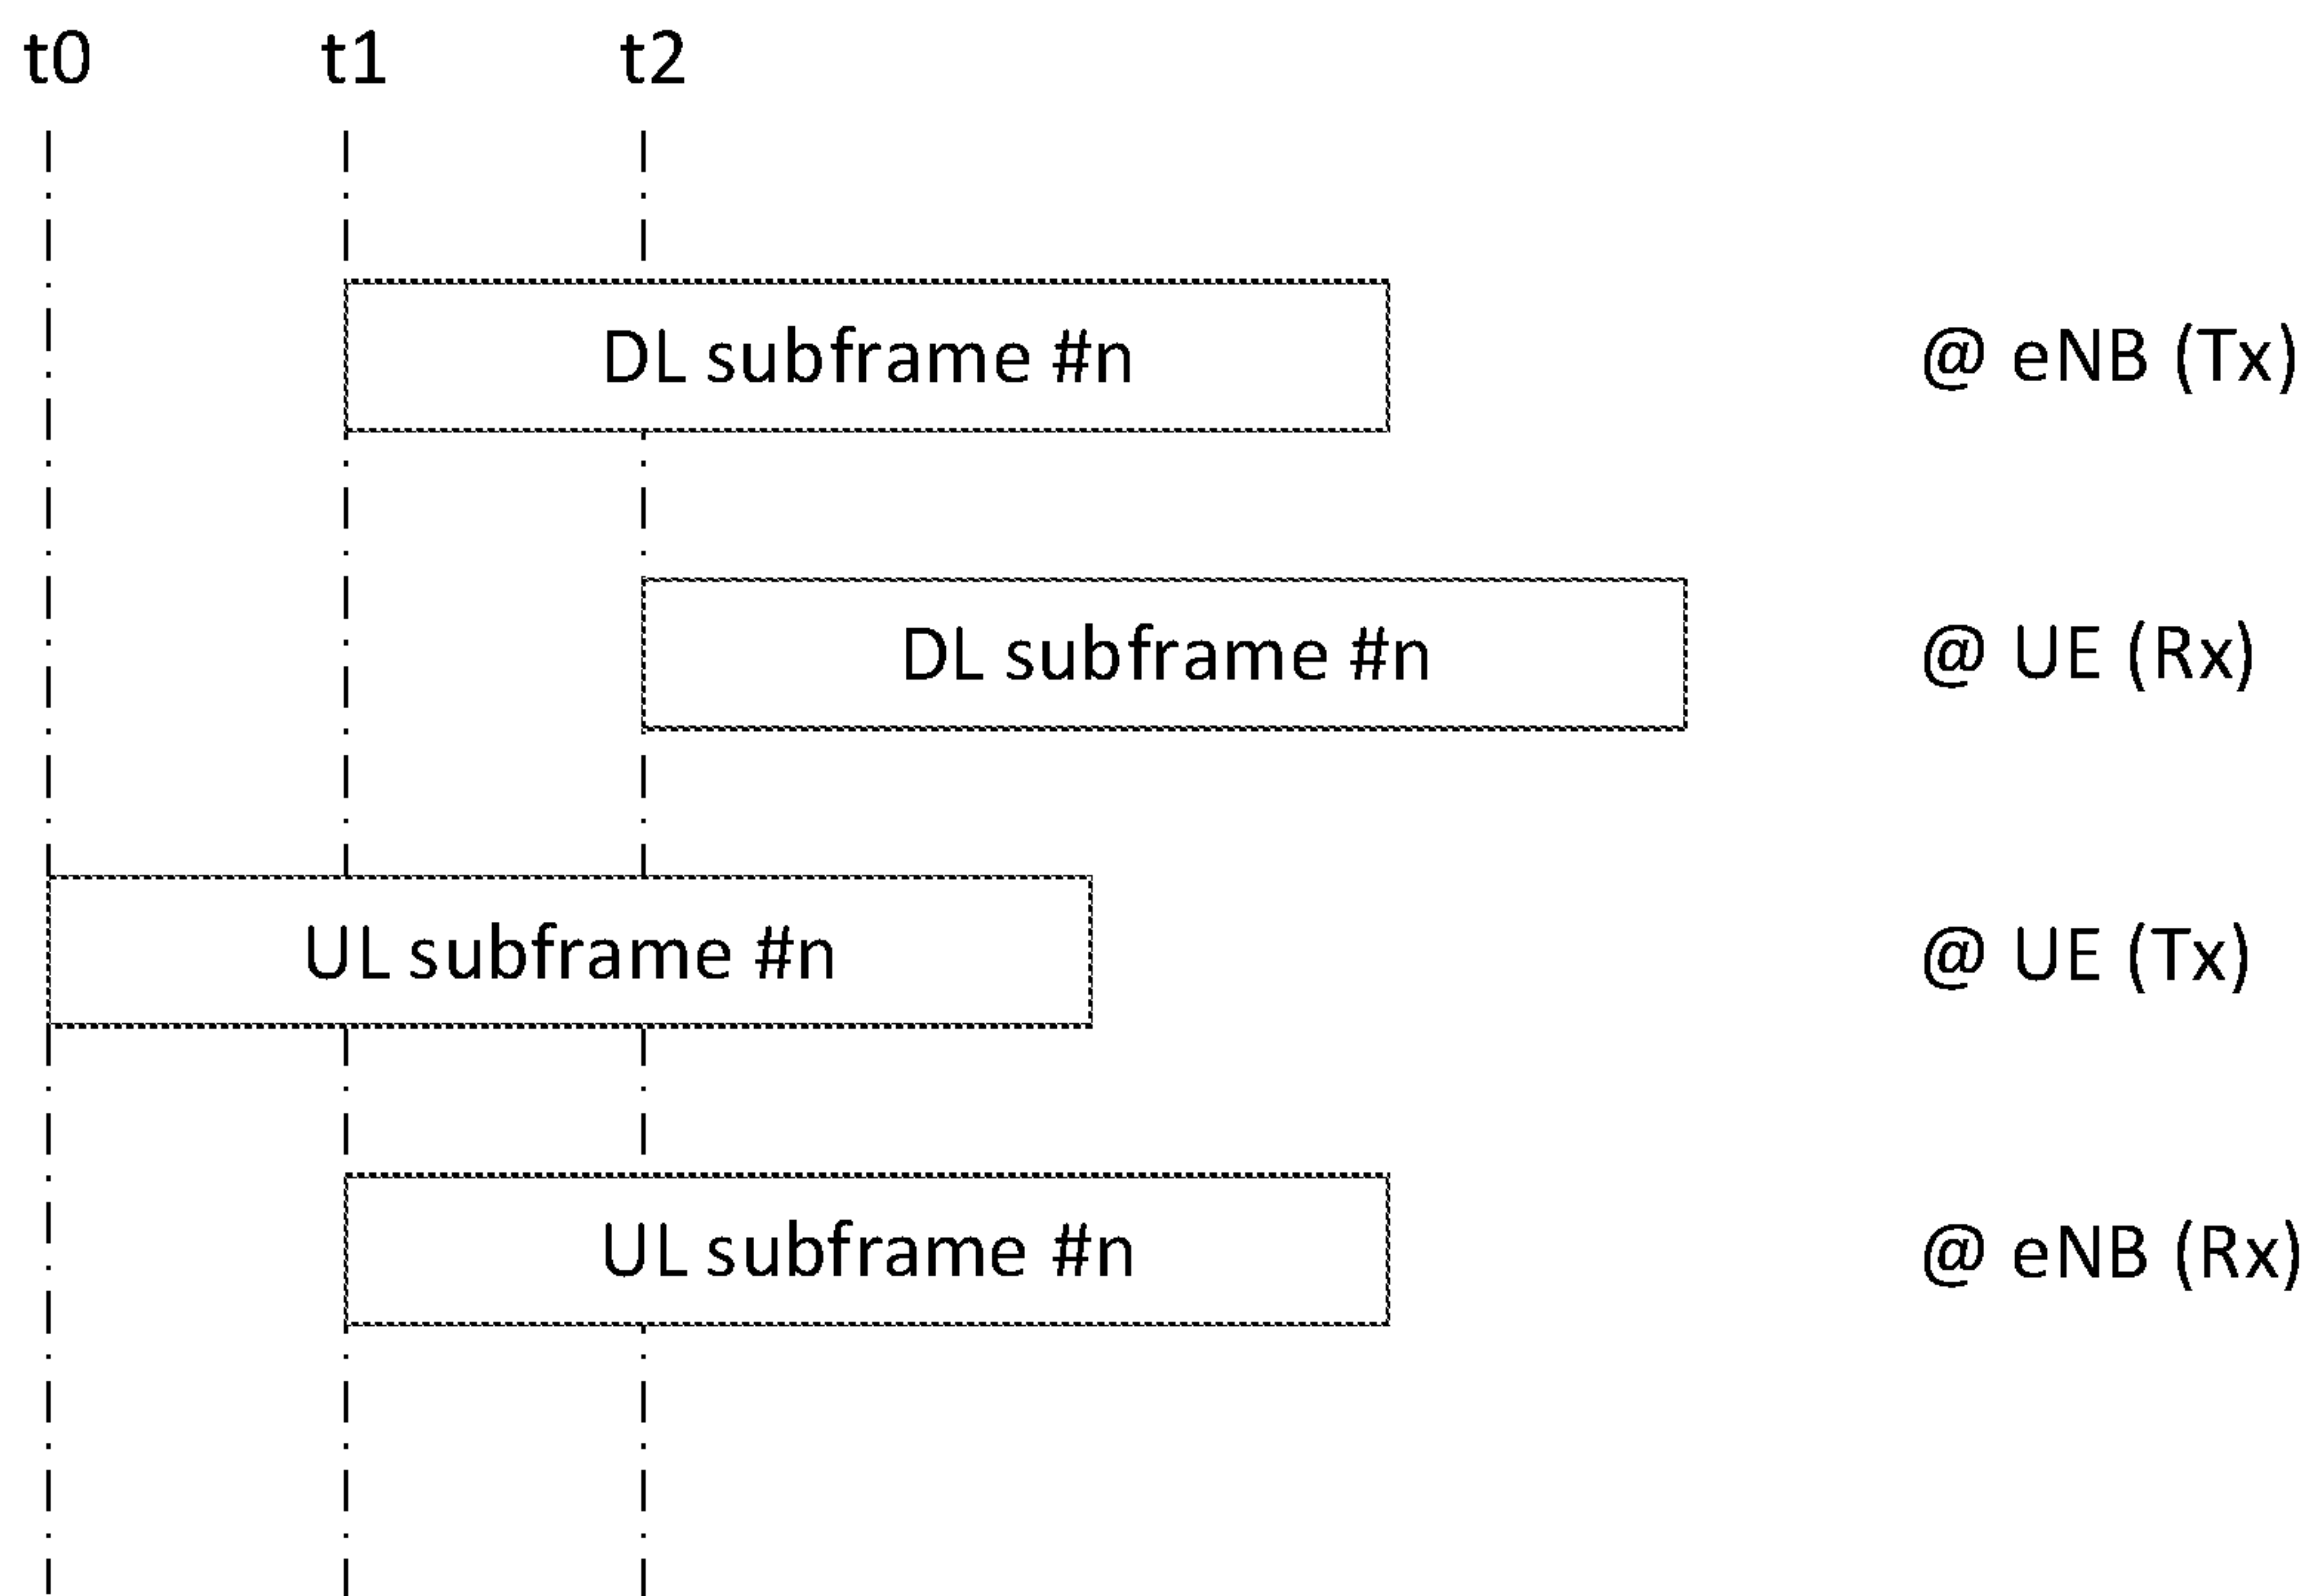 t0 t1 t2
DL subframe #n @ eNB (Tx)
DL subframe #n @ UE (Rx)
UL subframe #n @ UE (Tx)
UL subframe #n @ eNB (Rx)